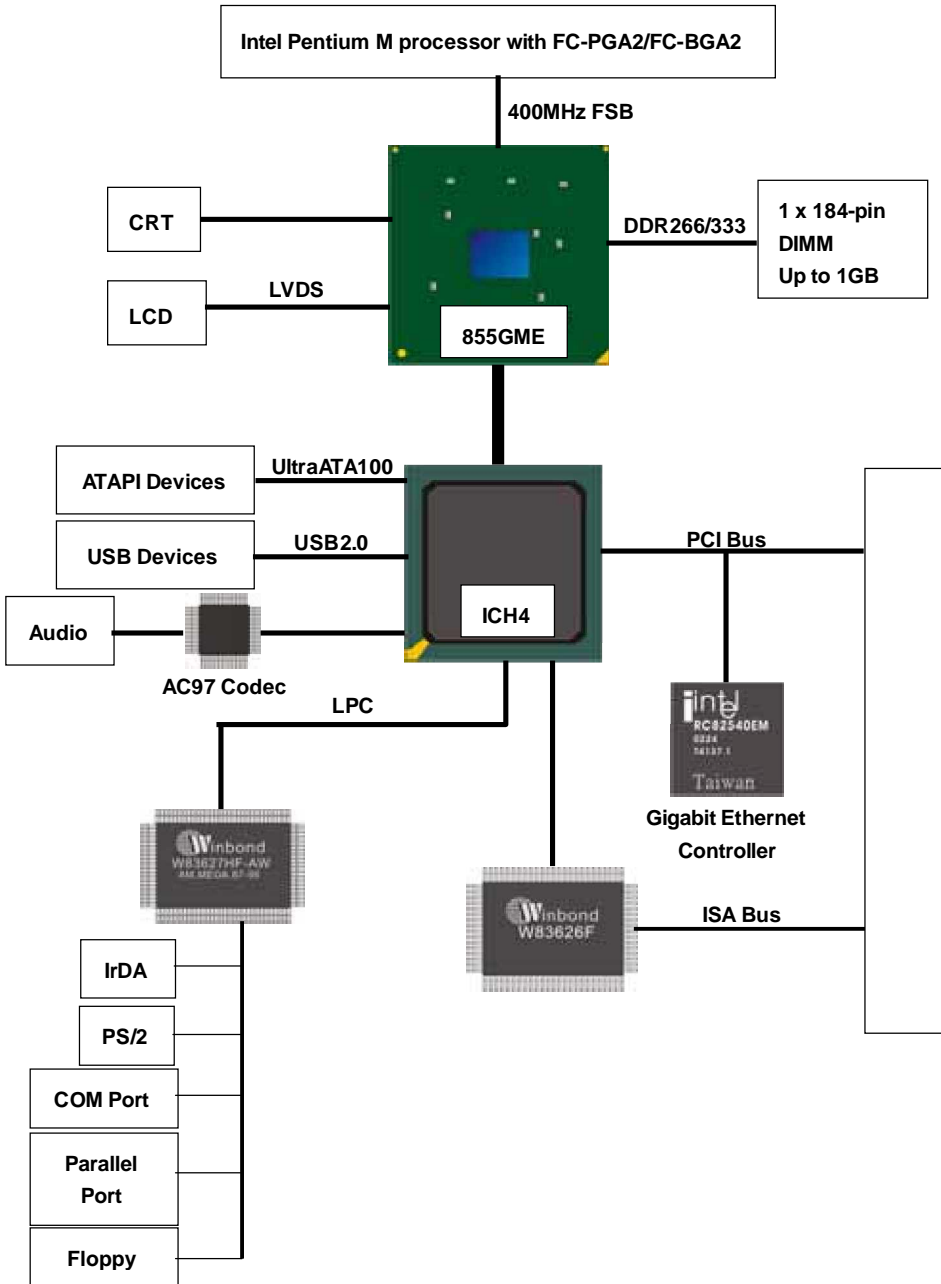 Intel Pentium M processor with FC-PGA2/FC-BGA2
400MHz FSB
CRT
DDR266/333
1 x 184-pin
DIMM
Up to 1GB
LVDS
LCD
855GME
UltraATA100
ATAPI Devices
USB2.0
USB Devices
PCI Bus
Audio
ICH4
AC97 Codec
LPC
intel
RC82540EM
Taiwan
Gigabit Ethernet
Controller
Winbond
W83627HF-AW
Winbond
W83626F
ISA Bus
IrDA
PS/2
COM Port
Parallel
Port
Floppy